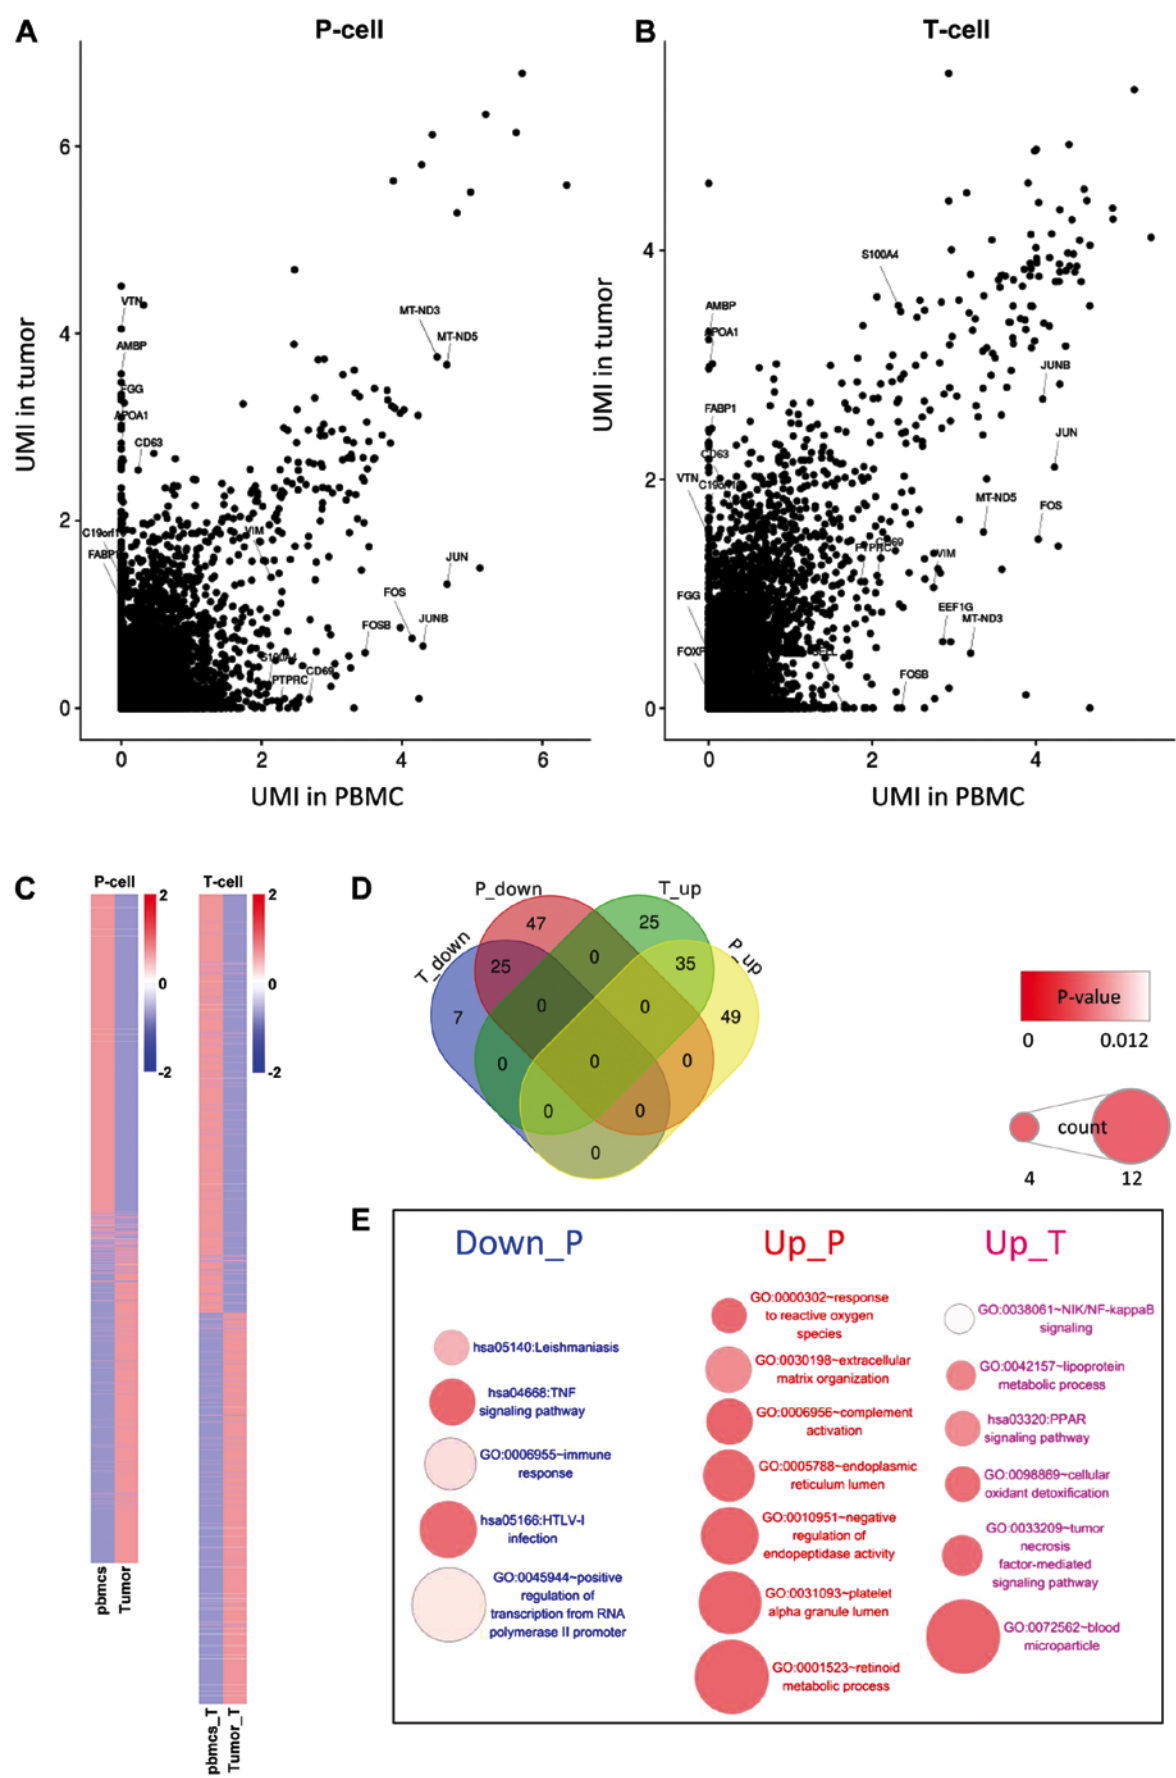 A
P-cell
UMI in tumor
6
4
2
0
0
2
4
6
UMI in PBMC
VTN
AMBP
FGG
APOA1
CD63
MT-ND3
MT-ND5
VIM
FABP
JUN
FOS
FOSB
JUNB
S100A4
CD69
PTPRC
B
T-cell
UMI in tumor
4
2
0
0
2
4
UMI in PBMC
S100A4
AMBP
APOA1
FABP1
CD63
VTN
JUNB
JUN
MT-ND5
FOS
PTPRC
CD69
VIM
FGG
EEF1G
MT-ND3
FOXP
FOSB
C
P-cell
2
0
-2
pbmcs
Tumor
T-cell
2
0
-2
pbmcs_T
Tumor_T
D
P_down
T_up
T_down
P_up
47
25
25
0
35
7
0
0
49
0
0
0
0
0
0
P-value
0
0.012
count
4
12
E
Down_P
hsa05140:Leishmaniasis
hsa04668:TNF
signaling pathway
GO:0006955~immune
response
hsa05166:HTLV-I
infection
GO:0045944~positive
regulation of
transcription from RNA
polymerase II promoter
Up_P
GO:0000302~response
to reactive oxygen
species
GO:0030198~extracellular
matrix organization
GO:0006956~complement
activation
GO:0005788~endoplasmic
reticulum lumen
GO:0010951~negative
regulation of
endopeptidase activity
GO:0031093~platelet
alpha granule lumen
GO:0001523~retinoid
metabolic process
Up_T
GO:0038061~NIK/NF-kappaB
signaling
GO:0042157~lipoprotein
metabolic process
hsa03320:PPAR
signaling pathway
GO:0098869~cellular
oxidant detoxification
GO:0033209~tumor
necrosis
factor-mediated
signaling pathway
GO:0072562~blood
microparticle